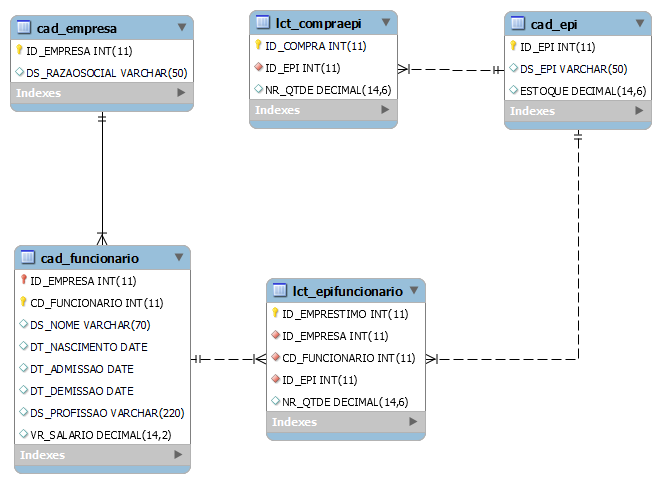 cad_empresa
ID_EMPRESA INT(11)
DS_RAZAOSOCIAL VARCHAR(50)
Indexes
lct_compraepi
ID_COMPRA INT(11)
ID_EPI INT(11)
NR_QTDE DECIMAL(14,6)
Indexes
cad_epi
ID_EPI INT(11)
DS_EPI VARCHAR(50)
ESTOQUE DECIMAL(14,6)
Indexes
cad_funcionario
ID_EMPRESA INT(11)
CD_FUNCIONARIO INT(11)
DS_NOME VARCHAR(70)
DT_NASCIMENTO DATE
DT_ADMISSAO DATE
DT_DEMISSAO DATE
DS_PROFISSAO VARCHAR(220)
VR_SALARIO DECIMAL(14,2)
Indexes
lct_epifuncionario
ID_EMPRESTIMO INT(11)
ID_EMPRESA INT(11)
CD_FUNCIONARIO INT(11)
ID_EPI INT(11)
NR_QTDE DECIMAL(14,6)
Indexes